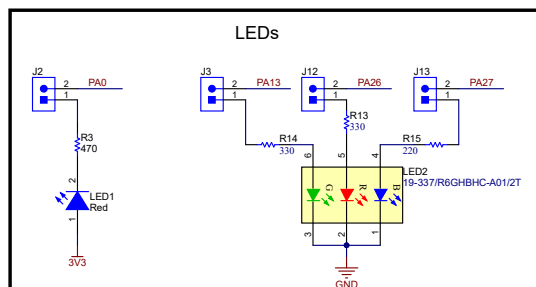 LEDs
J2
2
1
PA0
J3
2
1
PA13
J12
2
1
PA26
J13
2
1
PA27
R3
470
R14
330
R13
330
R15
220
2
LED1
Red
1
3V3
6
5
4
LED2
19-337/R6GHBHC-A01/2T
G
R
B
3
2
1
GND